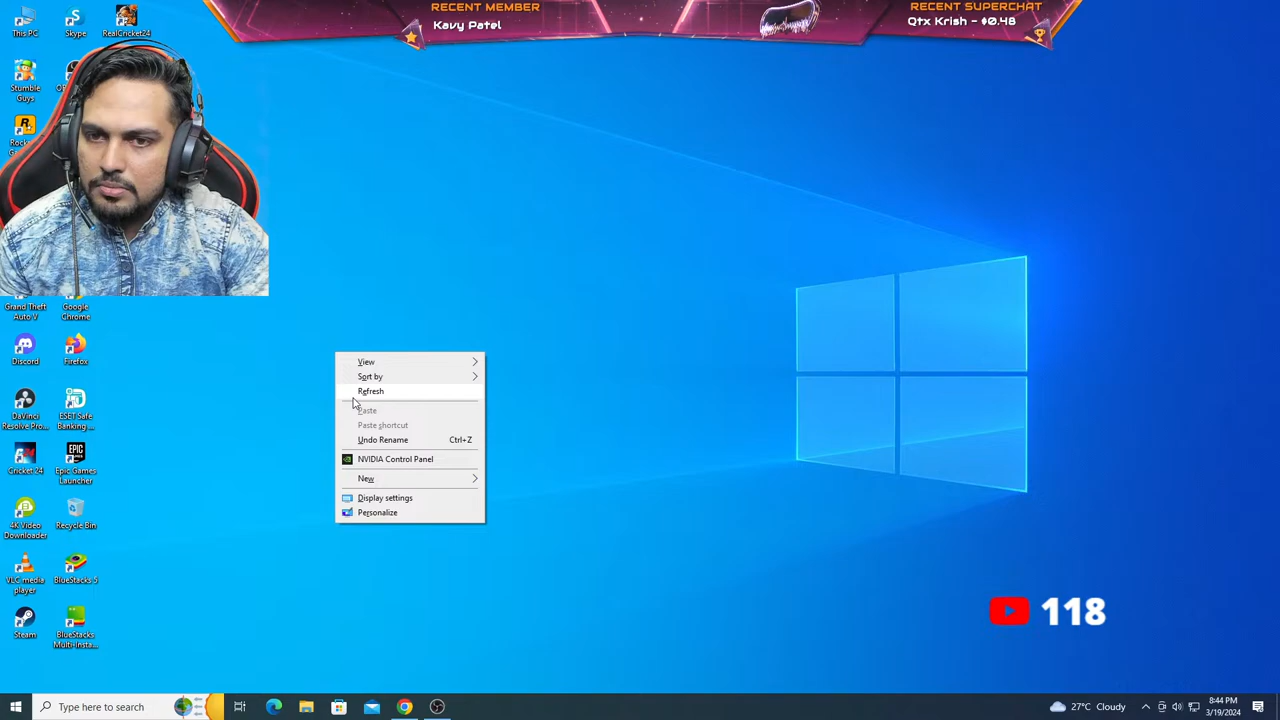 RECENT MEMBER
Kavy Patel
RECENT SUPERCHAT
Qtx Krish - $0.48
This PC
Skype
RealCricket24
Stumble
Guys
Grand Theft
Auto V
Google
Chrome
Discord
Firefox
DaVinci
Resolve Pro...
ESET Safe
Banking ...
Cricket 24
Epic Games
Launcher
4K Video
Downloader
Recycle Bin
VLC media
player
BlueStacks 5
Steam
BlueStacks
Multi-Insta...
View
Sort by
Refresh
Paste
Paste shortcut
Undo Rename Ctrl+Z
NVIDIA Control Panel
New
Display settings
Personalize
118
Type here to search
27°C Cloudy
8:44 PM
3/19/2024